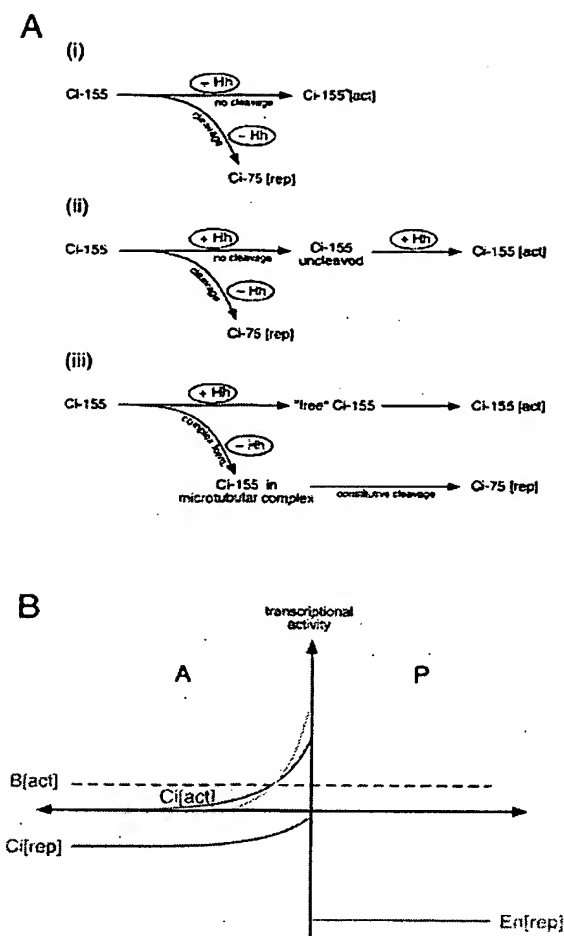 A
(i)
Ci-155
– Hh
no cleavage
Ci-155 [act]
cleavage
– Hh
Ci-75 [rep]
(ii)
Ci-155
+ Hh
no cleavage
Ci-155
uncleaved
+ Hh
Ci-155 [act]
cleavage
– Hh
Ci-75 [rep]
(iii)
Ci-155
+ Hh
"free" Ci-155
Ci-155 [act]
complex form.
– Hh
Ci-155 in
microtubular complex
constitutive cleavage
Ci-75 [rep]
B
transcriptional
activity
A
P
B[act]
Ci[act]
Ci[rep]
En[rep]